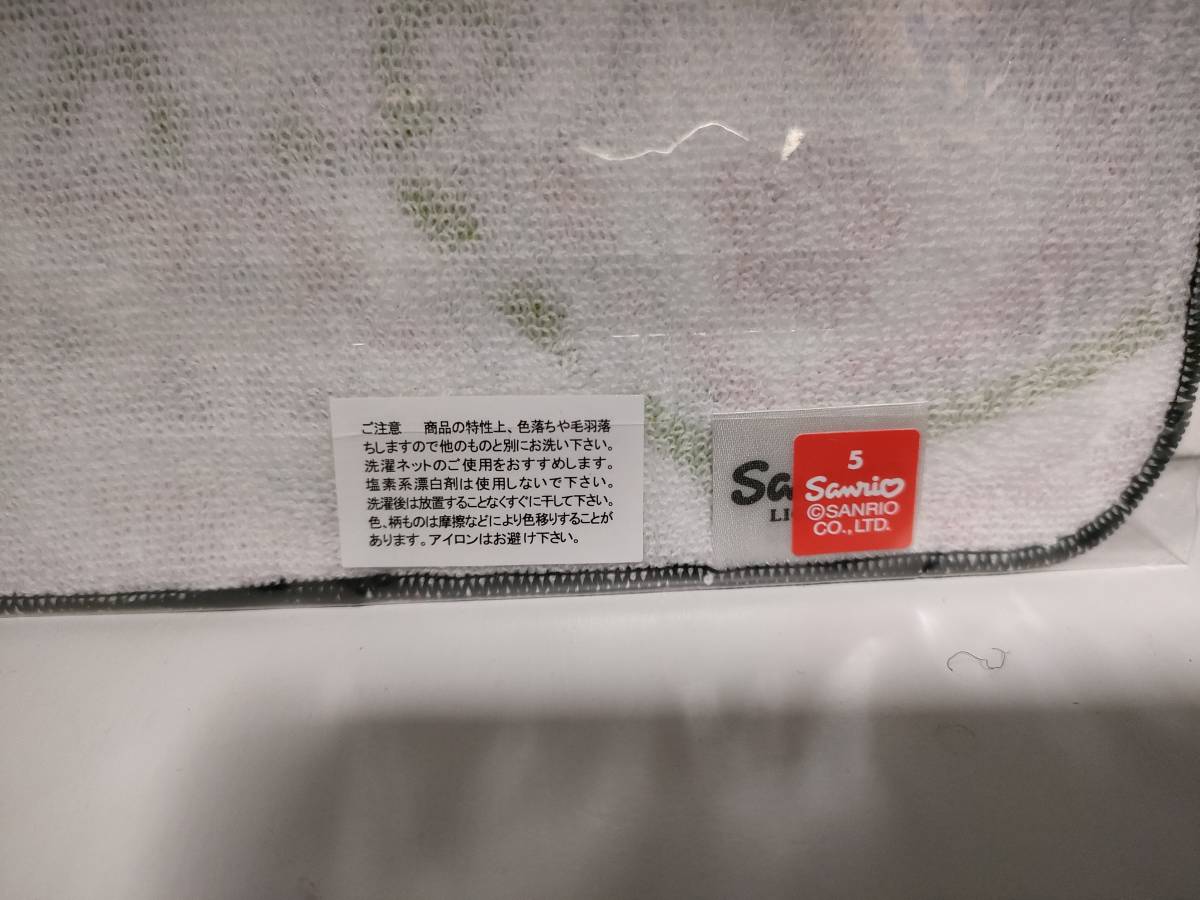 ご注意　商品の特性上、色落ちや毛羽落
ちしますので他のものと別にお洗い下さい。
洗濯ネットのご使用をおすすめします。
塩素系漂白剤は使用しないで下さい。
洗濯後は放置することなくすぐに干して下さい。
色、柄ものは摩擦などにより色移りすることが
あります。アイロンはお避け下さい。
5
Sanrio
©SANRIO
CO.,LTD.